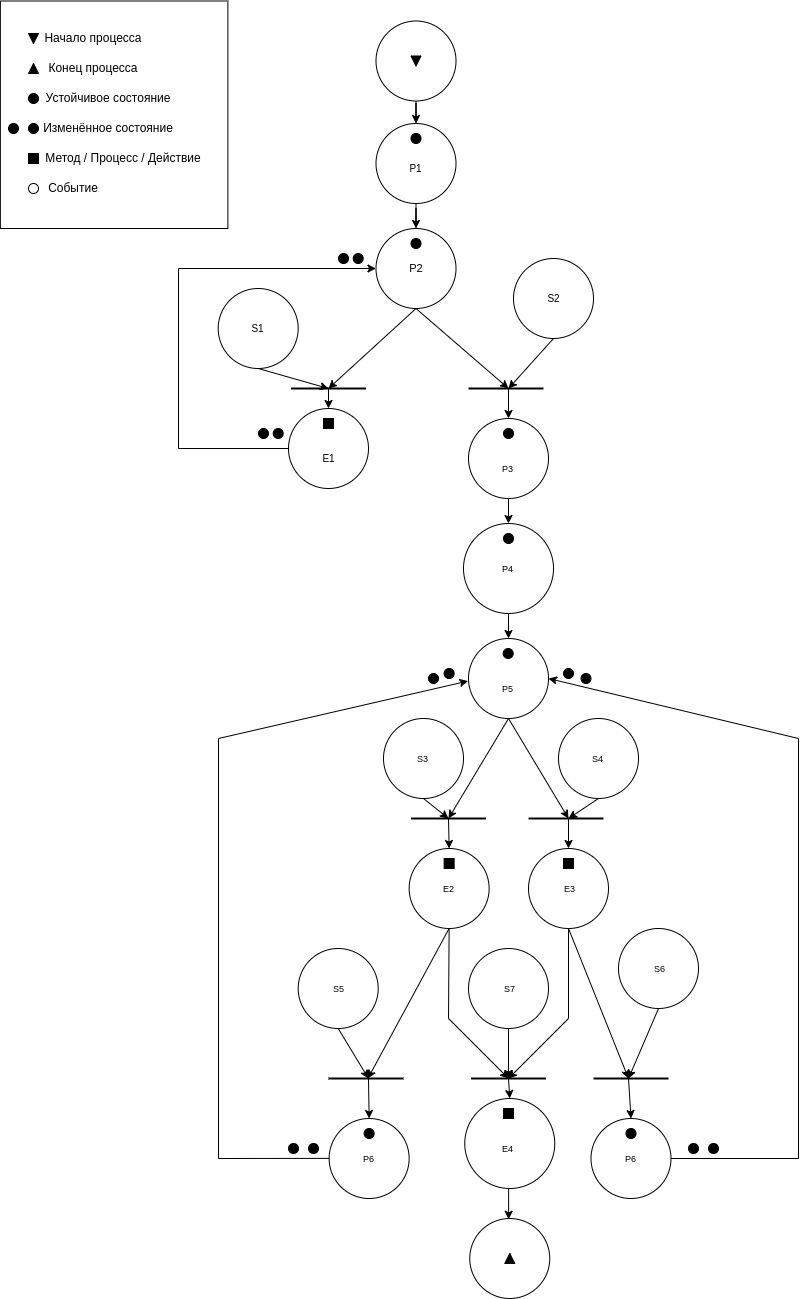 Начало процесса
Конец процесса
Устойчивое состояние
Изменённое состояние
Метод / Процесс / Действие
Событие
P1
P2
S1
S2
E1
P3
P4
P5
S3
S4
E2
E3
S5
S7
S6
P6
E4
P6